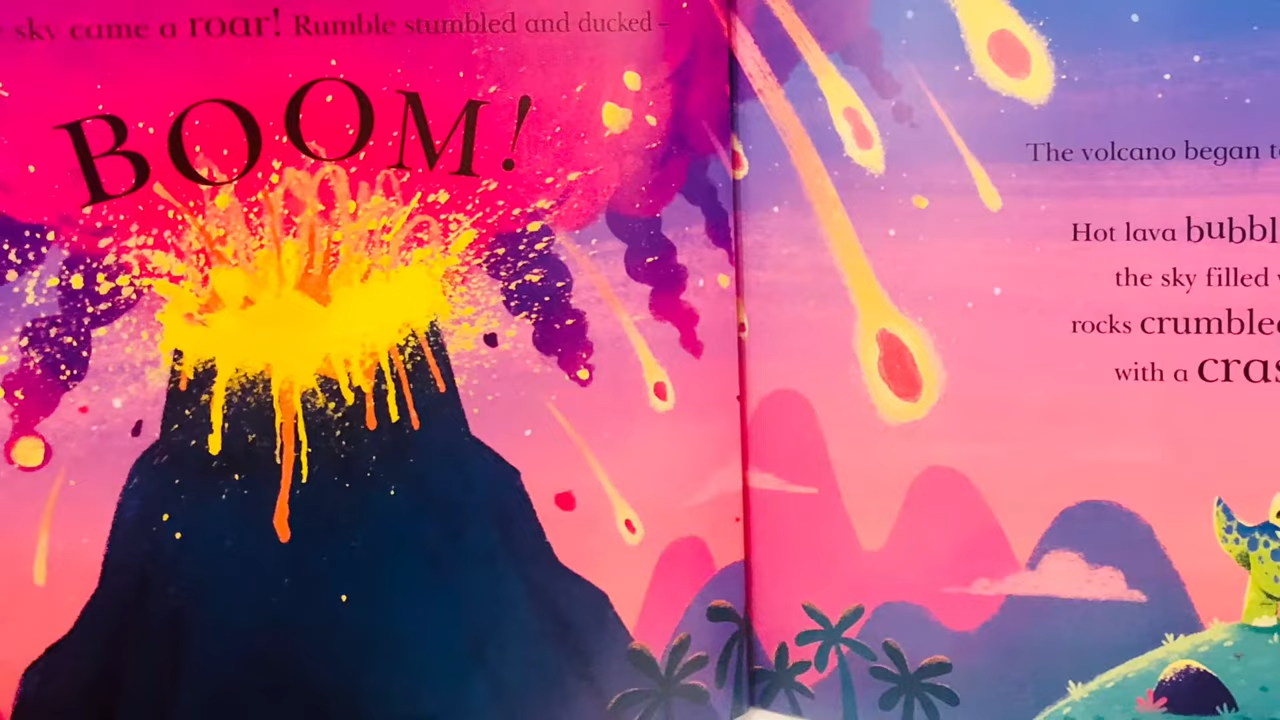 sky came a roar! Rumble stumbled and ducked –
BOOM!
The volcano began
Hot lava
the sky filled
rocks
with a